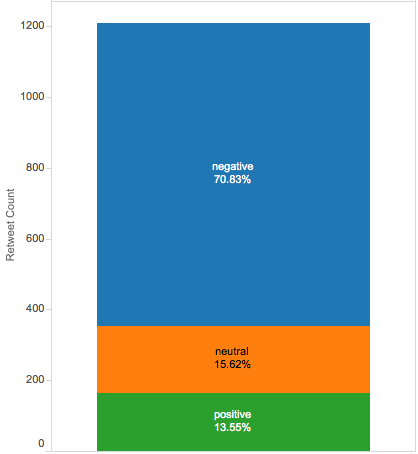 1200
1000
800
600
400
200
0
Retweet Count
negative
70.83%
neutral
15.62%
positive
13.55%